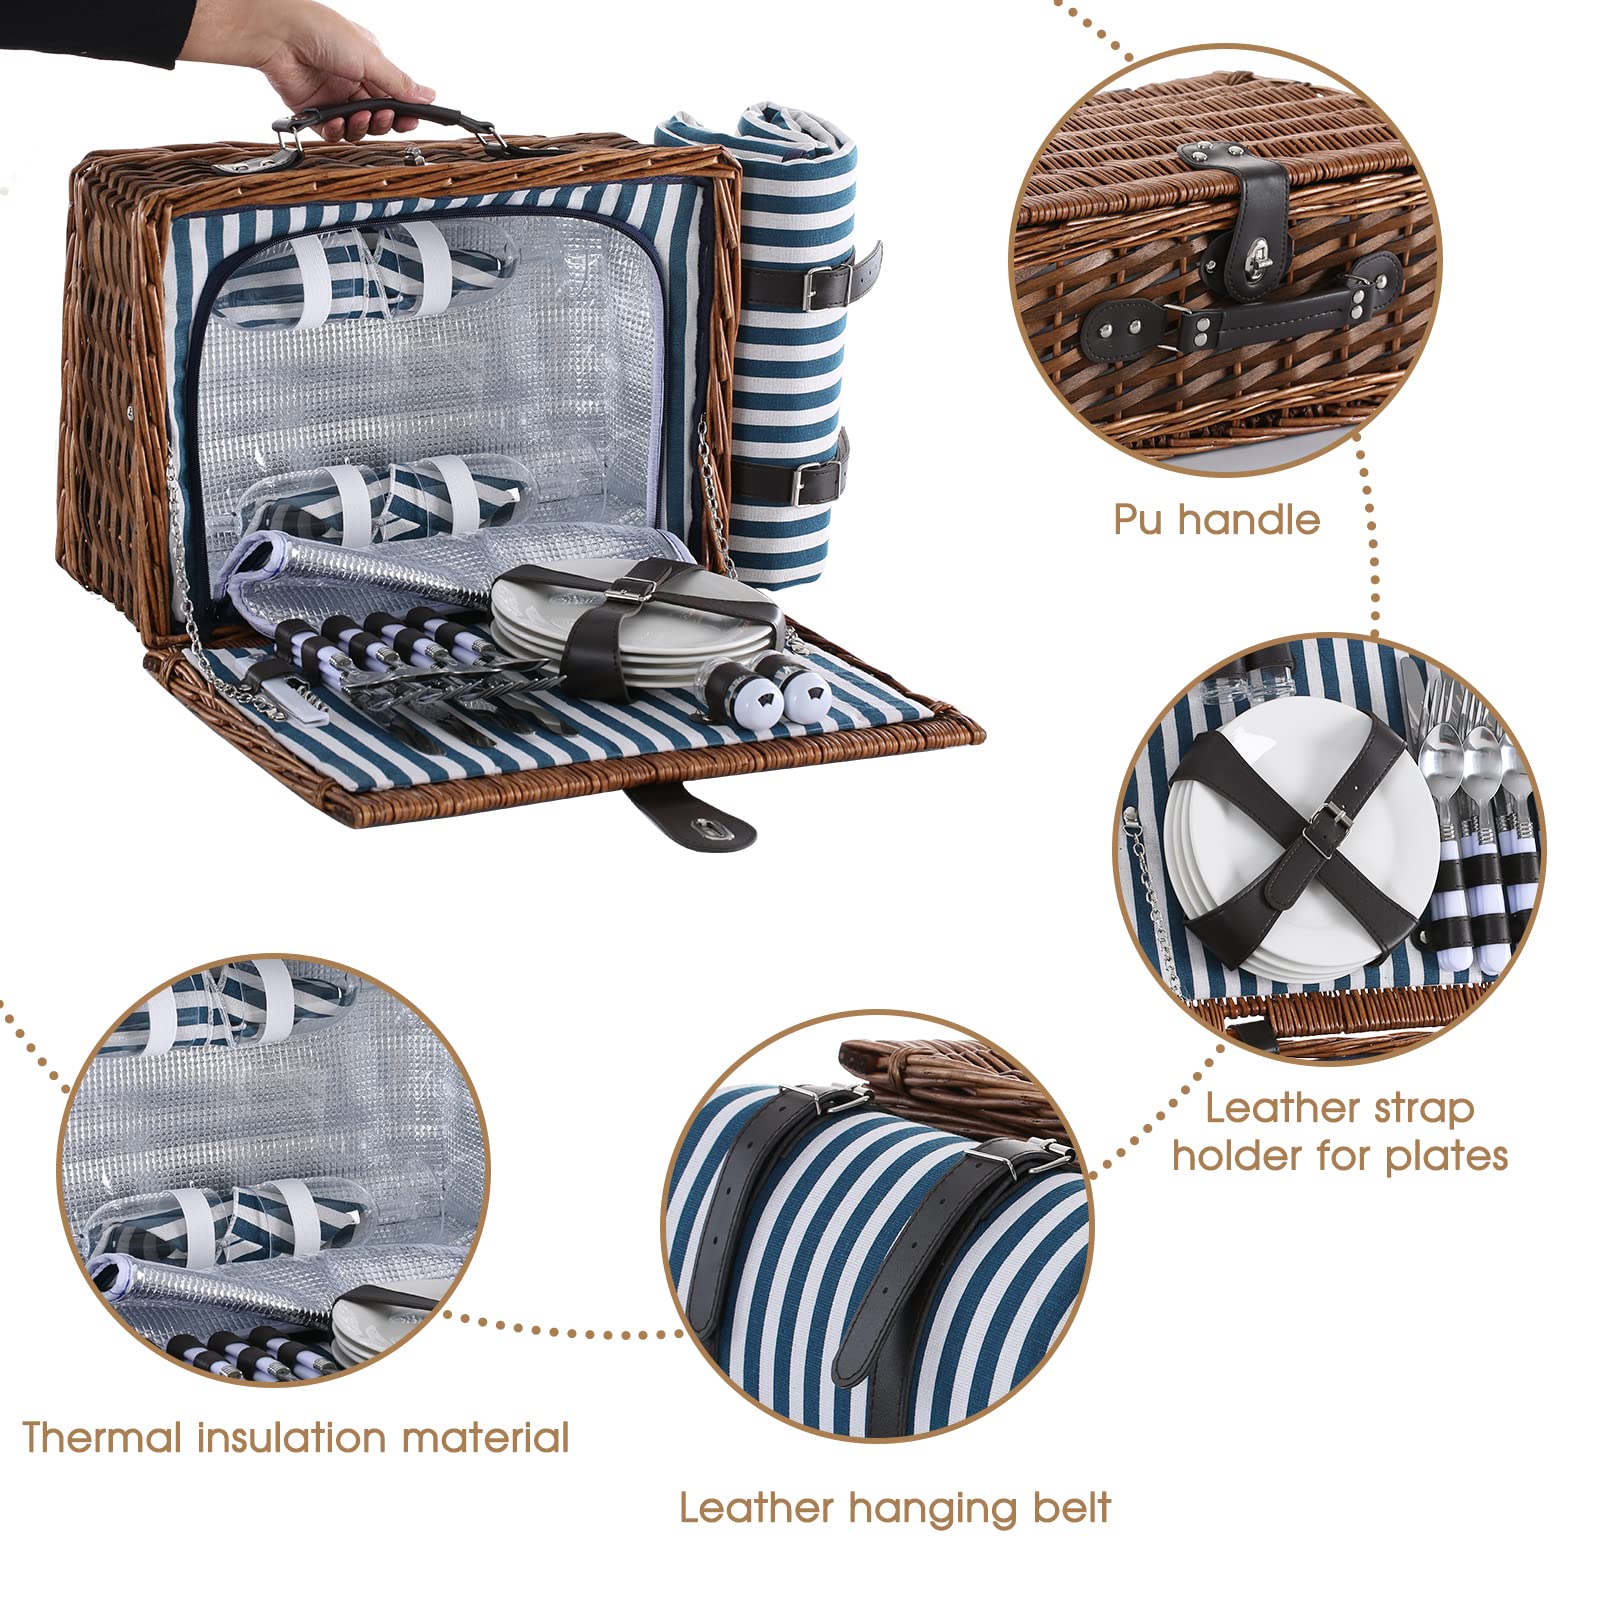 Pu handle
Leather strap
holder for plates
Thermal insulation material
Leather hanging belt